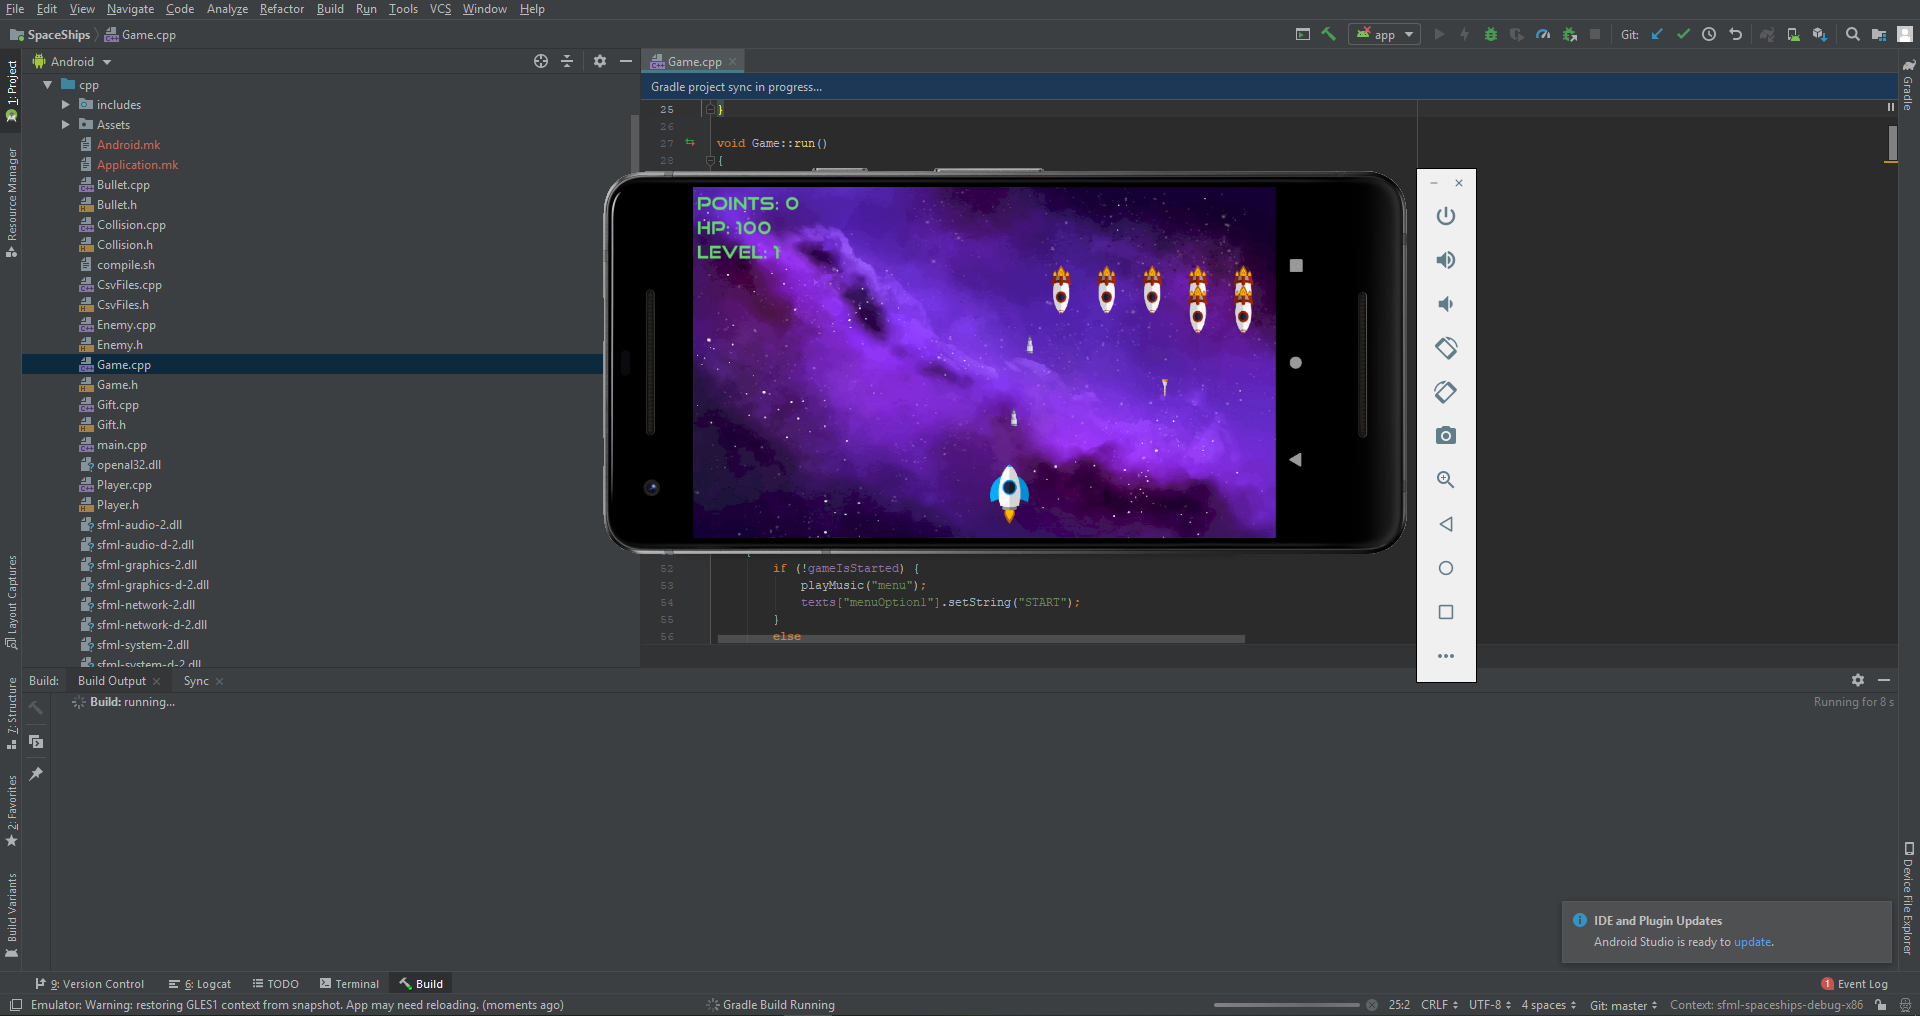 File Edit View Navigate Code Analyze Refactor Build Run Tools VCS Window Help
SpaceShips Game.cpp
app
Git:
Android
Game.cpp
Gradle project sync in progress...
1: Project
Resource Manager
Layout Captures
7: Structure
2: Favorites
Build Variants
cpp
includes
Assets
Android.mk
Application.mk
Bullet.cpp
Bullet.h
Collision.cpp
Collision.h
compile.sh
CsvFiles.cpp
CsvFiles.h
Enemy.cpp
Enemy.h
Game.cpp
Game.h
Gift.cpp
Gift.h
main.cpp
openal32.dll
Player.cpp
Player.h
sfml-audio-2.dll
sfml-audio-d-2.dll
sfml-graphics-2.dll
sfml-graphics-d-2.dll
sfml-network-2.dll
sfml-network-d-2.dll
sfml-system-2.dll
sfml-system-d-2.dll
25 }
26
27 void Game::run()
28 {
POINTS: 0
HP: 100
LEVEL: 1
52 if (!gameIsStarted) {
53 playMusic("menu");
54 texts["menuOption1"].setString("START");
55 }
56 else
Gradle
Device File Explorer
Build: Build Output Sync
Build: running...
Running for 8 s
IDE and Plugin Updates
Android Studio is ready to update.
9: Version Control 6: Logcat TODO Terminal Build
1 Event Log
Emulator: Warning: restoring GLES1 context from snapshot. App may need reloading. (moments ago)
Gradle Build Running
25:2 CRLF UTF-8 4 spaces Git: master Context: sfml-spaceships-debug-x86